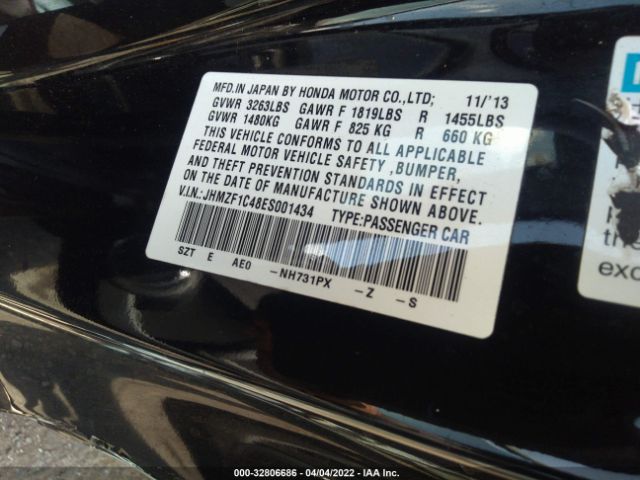 MFD.IN JAPAN BY HONDA MOTOR CO.,LTD; 11/'13
GVWR 3263LBS GAWR F 1819LBS R 1455LBS
GVWR 1480KG GAWR F 825 KG R 660 KG
THIS VEHICLE CONFORMS TO ALL APPLICABLE
FEDERAL MOTOR VEHICLE SAFETY ,BUMPER,
AND THEFT PREVENTION STANDARDS IN EFFECT
ON THE DATE OF MANUFACTURE SHOWN ABOVE.
V.I.N.:JHMZF1C48ES001434 TYPE:PASSENGER CAR
SZT E AE0 -NH731PX -Z -S
the
exc
000-32806686 - 04/04/2022 - IAA Inc.